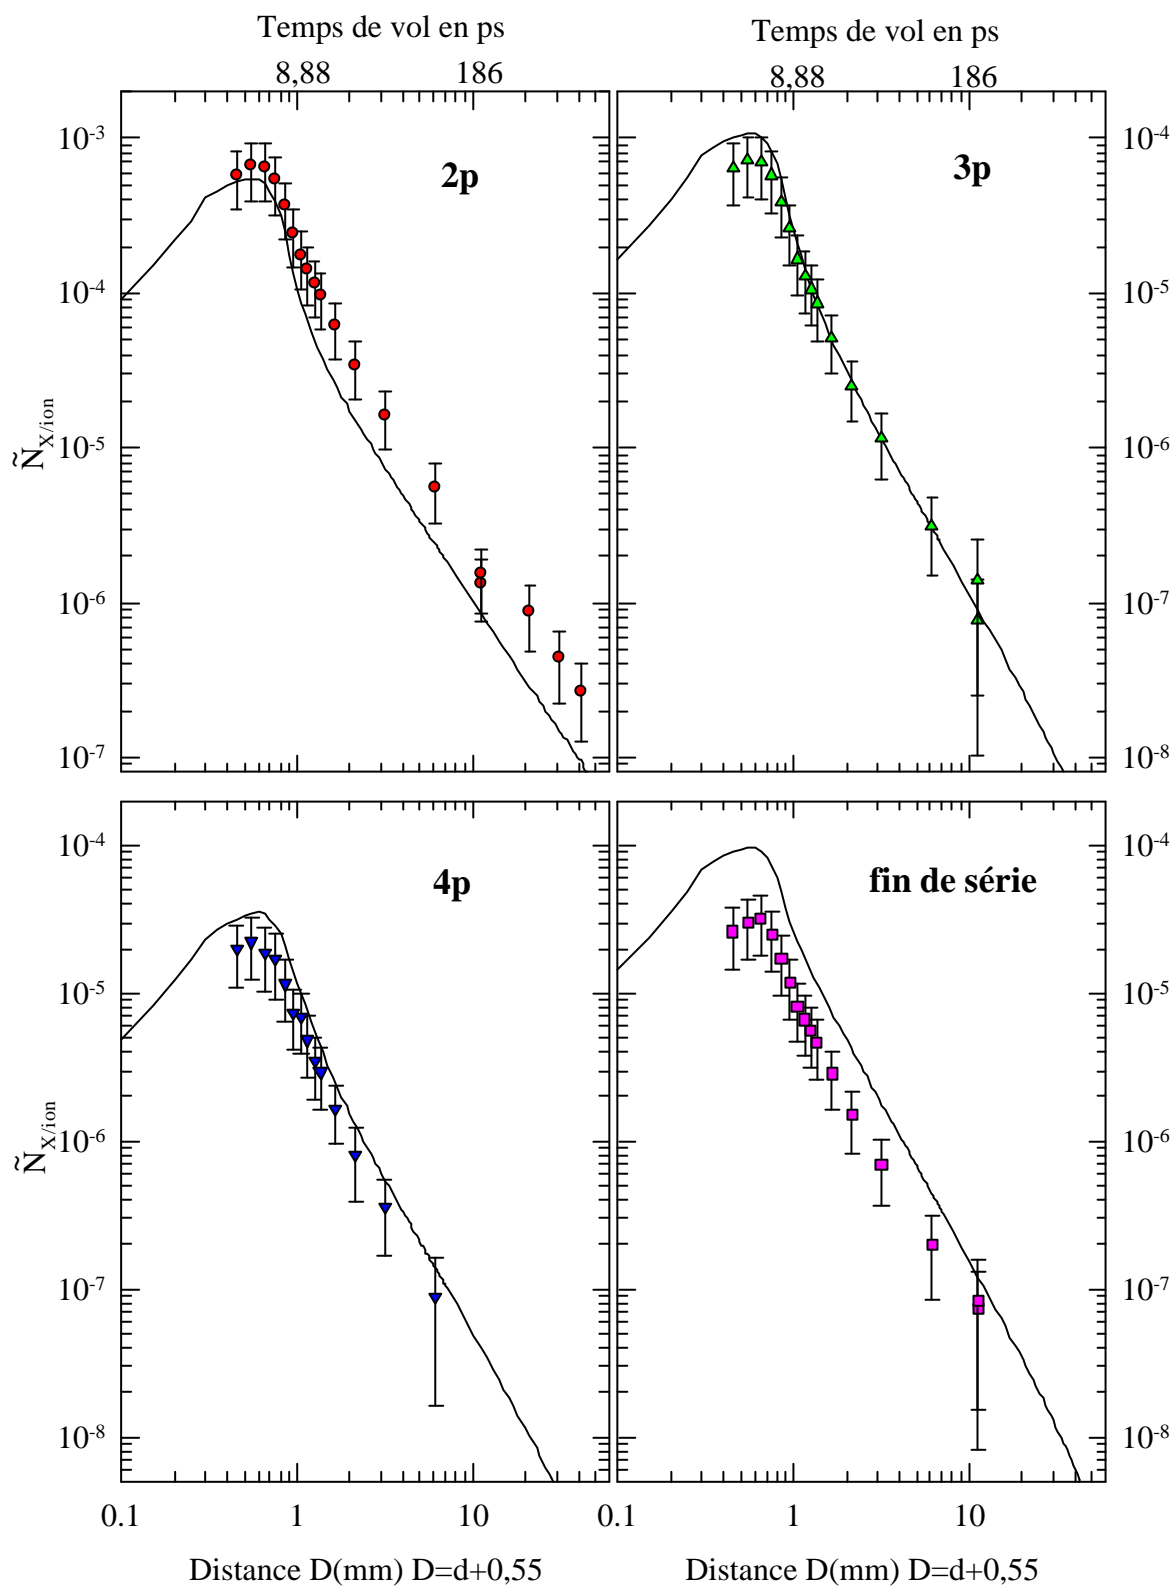 Temps de vol en ps
Temps de vol en ps
8,88 186
8,88 186
2p
3p
10-3
10-4
10-5
10-6
10-7
10-4
10-5
10-6
10-7
10-8
ÑX/ion
4p
fin de série
10-4
10-5
10-6
10-7
10-8
10-4
10-5
10-6
10-7
10-8
ÑX/ion
0.1 1 10
0.1 1 10
Distance D(mm) D=d+0,55
Distance D(mm) D=d+0,55